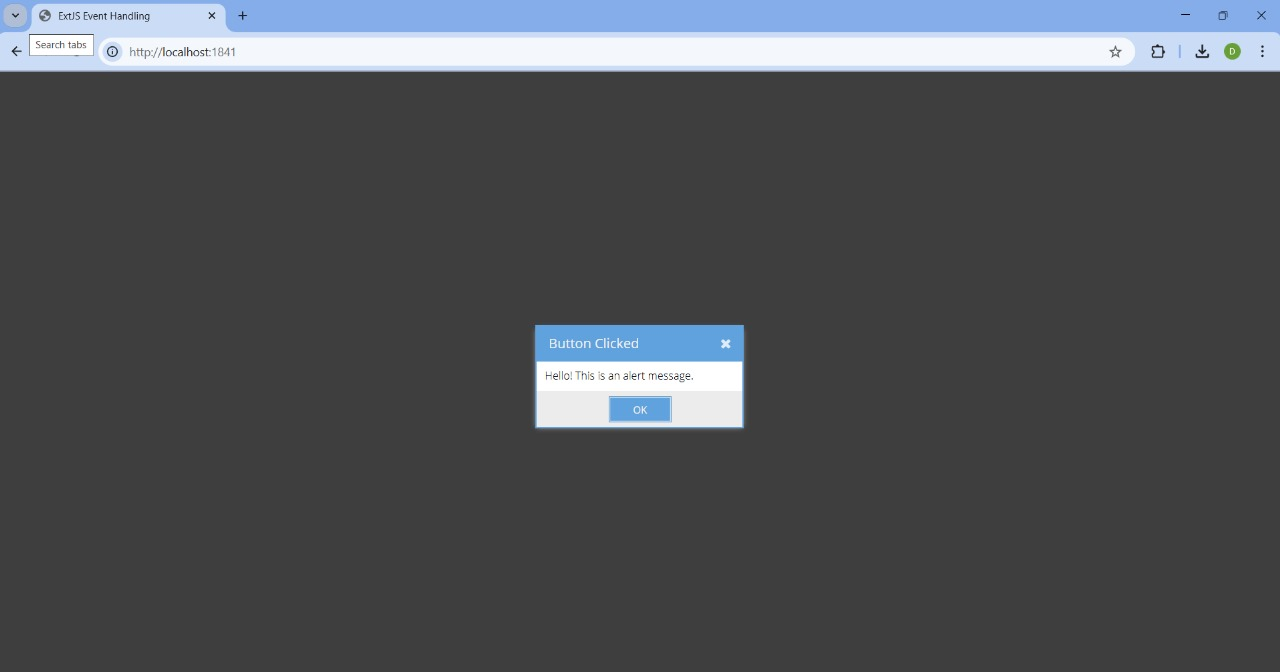 ExtJS Event Handling
Search tabs
http://localhost:1841
D
Button Clicked
Hello! This is an alert message.
OK